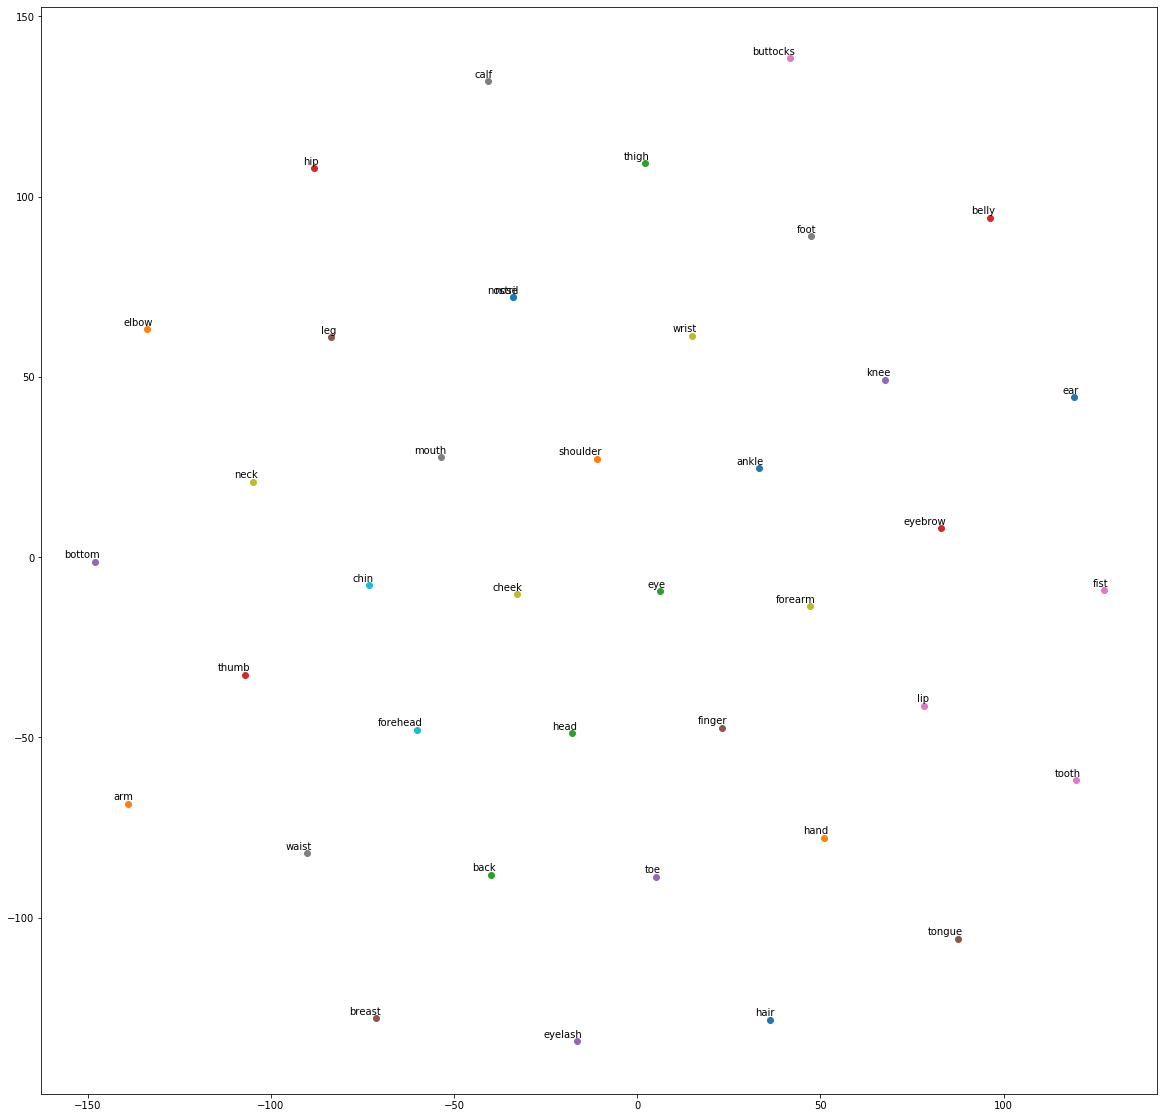 150
buttocks
calf
thigh
hip
100
belly
foot
nostril
nose
elbow
wrist
leg
50
knee
ear
mouth
shoulder
ankle
neck
eyebrow
0
bottom
chin
cheek
eye
fist
forearm
thumb
lip
forehead
head
finger
−50
tooth
arm
hand
waist
back
toe
−100
tongue
breast
hair
eyelash
−150
−100
−50
0
50
100